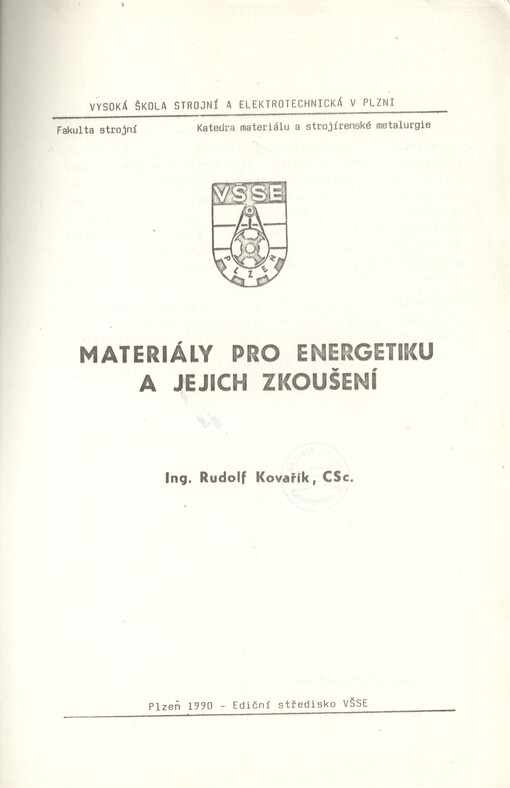 VYSOKÁ ŠKOLA STROJNÍ A ELEKTROTECHNICKÁ V PLZNI
Fakulta strojní Katedra materiálu a strojírenské metalurgie
VŠSE
PLZEŇ
MATERIÁLY PRO ENERGETIKU
A JEJICH ZKOUŠENÍ
Ing. Rudolf Kovařík, CSc.
Plzeň 1990 - Ediční středisko VŠSE